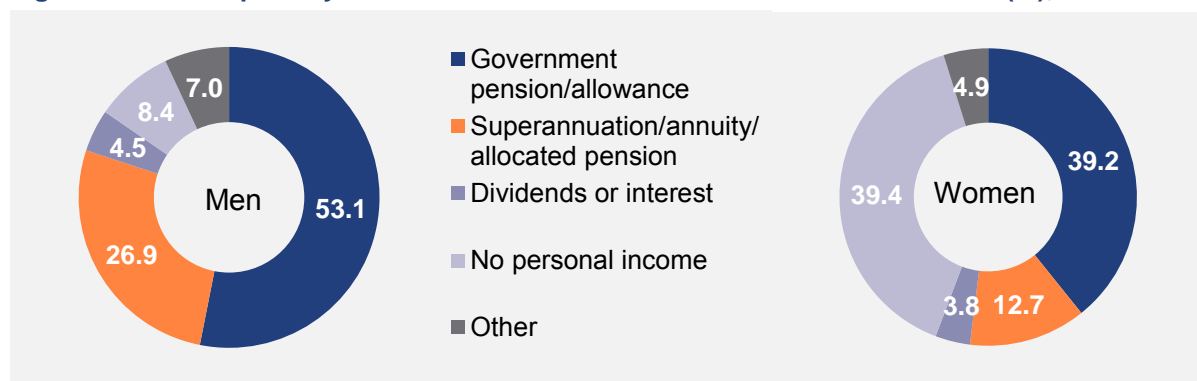 7.0
8.4
4.5
Men
53.1
26.9
Government
pension/allowance
Superannuation/annuity/
allocated pension
Dividends or interest
No personal income
Other
4.9
39.2
39.4
Women
3.8
12.7